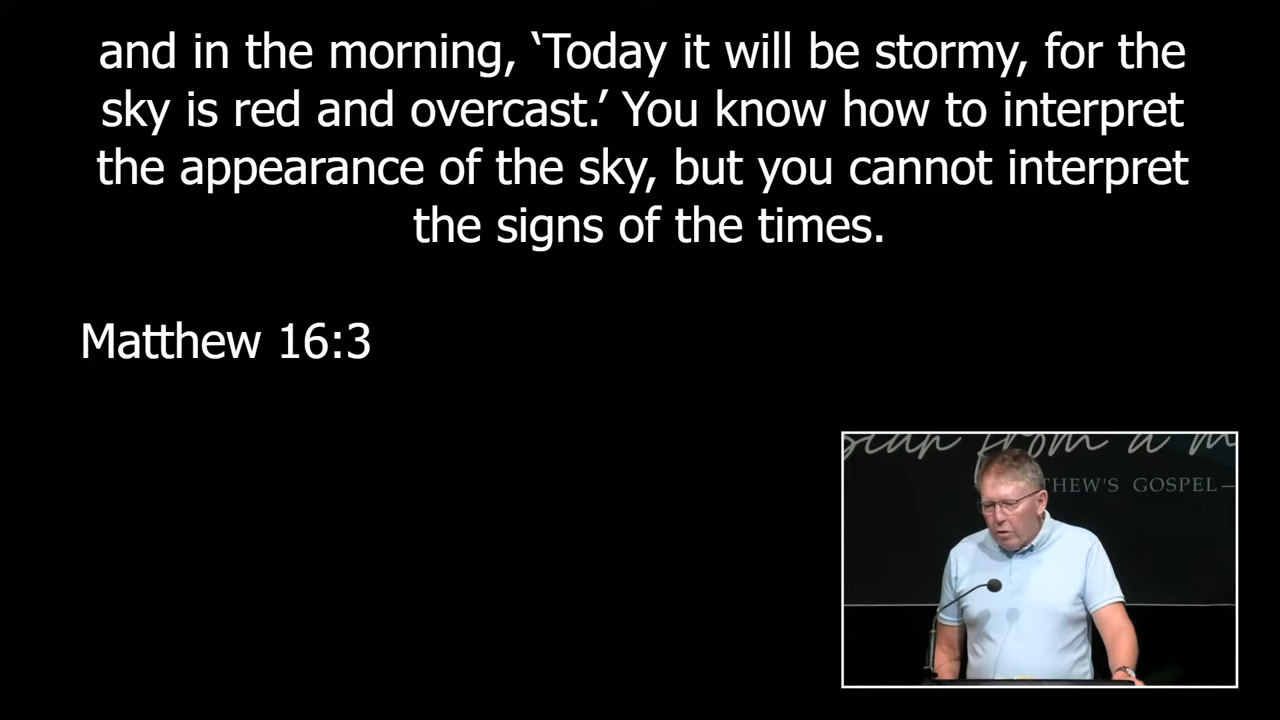 and in the morning, ‘Today it will be stormy, for the
sky is red and overcast.’ You know how to interpret
the appearance of the sky, but you cannot interpret
the signs of the times.
Matthew 16:3
from a
GOSPEL